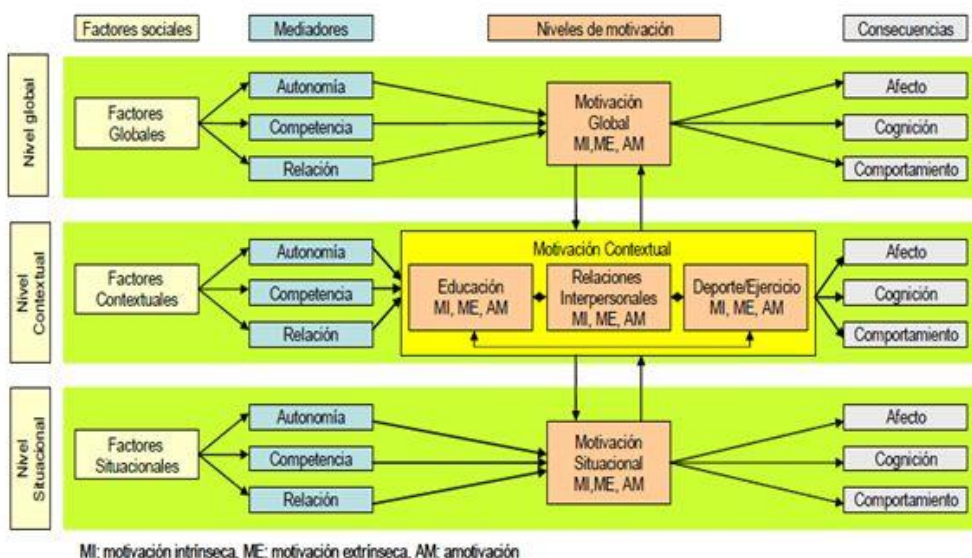 Factores sociales
Mediadores
Niveles de motivación
Consecuencias
Nivel global
Factores
Globales
Autonomía
Competencia
Relación
Motivación
Global
MI,ME, AM
Afecto
Cognición
Comportamiento
Nivel
Contextual
Factores
Contextuales
Autonomía
Competencia
Relación
Motivación Contextual
Educación
MI, ME, AM
Relaciones
Interpersonales
MI, ME, AM
Deporte/Ejercicio
MI, ME, AM
Afecto
Cognición
Comportamiento
Nivel
Situacional
Factores
Situacionales
Autonomía
Competencia
Relación
Motivación
Situacional
MI,ME, AM
Afecto
Cognición
Comportamiento
MI: motivación intrínseca, ME: motivación extrínseca, AM: amotivación